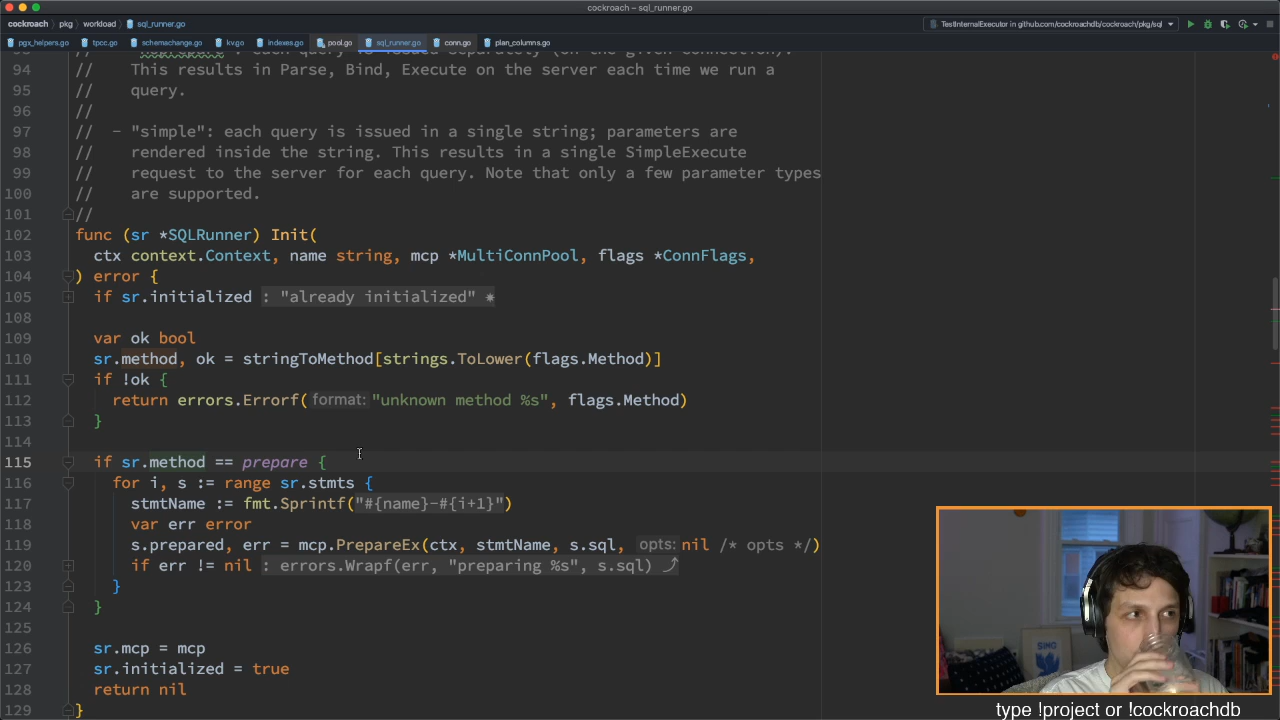 cockroach – sql_runner.go
cockroach pkg workload sql_runner.go
TestInternalExecutor in github.com/cockroachdb/cockroach/pkg/sql
pgx_helpers.go tpcc.go schemachange.go kv.go indexes.go pool.go sql_runner.go conn.go plan_columns.go
94 // This results in Parse, Bind, Execute on the server each time we run a
95 // query.
96 //
97 // - "simple": each query is issued in a single string; parameters are
98 // rendered inside the string. This results in a single SimpleExecute
99 // request to the server for each query. Note that only a few parameter types
100 // are supported.
101 //
102 func (sr *SQLRunner) Init(
103 ctx context.Context, name string, mcp *MultiConnPool, flags *ConnFlags,
104 ) error {
105 if sr.initialized : "already initialized" *
108
109 var ok bool
110 sr.method, ok = stringToMethod[strings.ToLower(flags.Method)]
111 if !ok {
112 return errors.Errorf( format: "unknown method %s", flags.Method)
113 }
114
115 if sr.method == prepare {
116 for i, s := range sr.stmts {
117 stmtName := fmt.Sprintf("#{name}-#{i+1}")
118 var err error
119 s.prepared, err = mcp.PrepareEx(ctx, stmtName, s.sql, opts: nil /* opts */)
120 if err != nil : errors.Wrapf(err, "preparing %s", s.sql) ⤴
123 }
124 }
125
126 sr.mcp = mcp
127 sr.initialized = true
128 return nil
129 }
SING
type !project or !cockroachdb